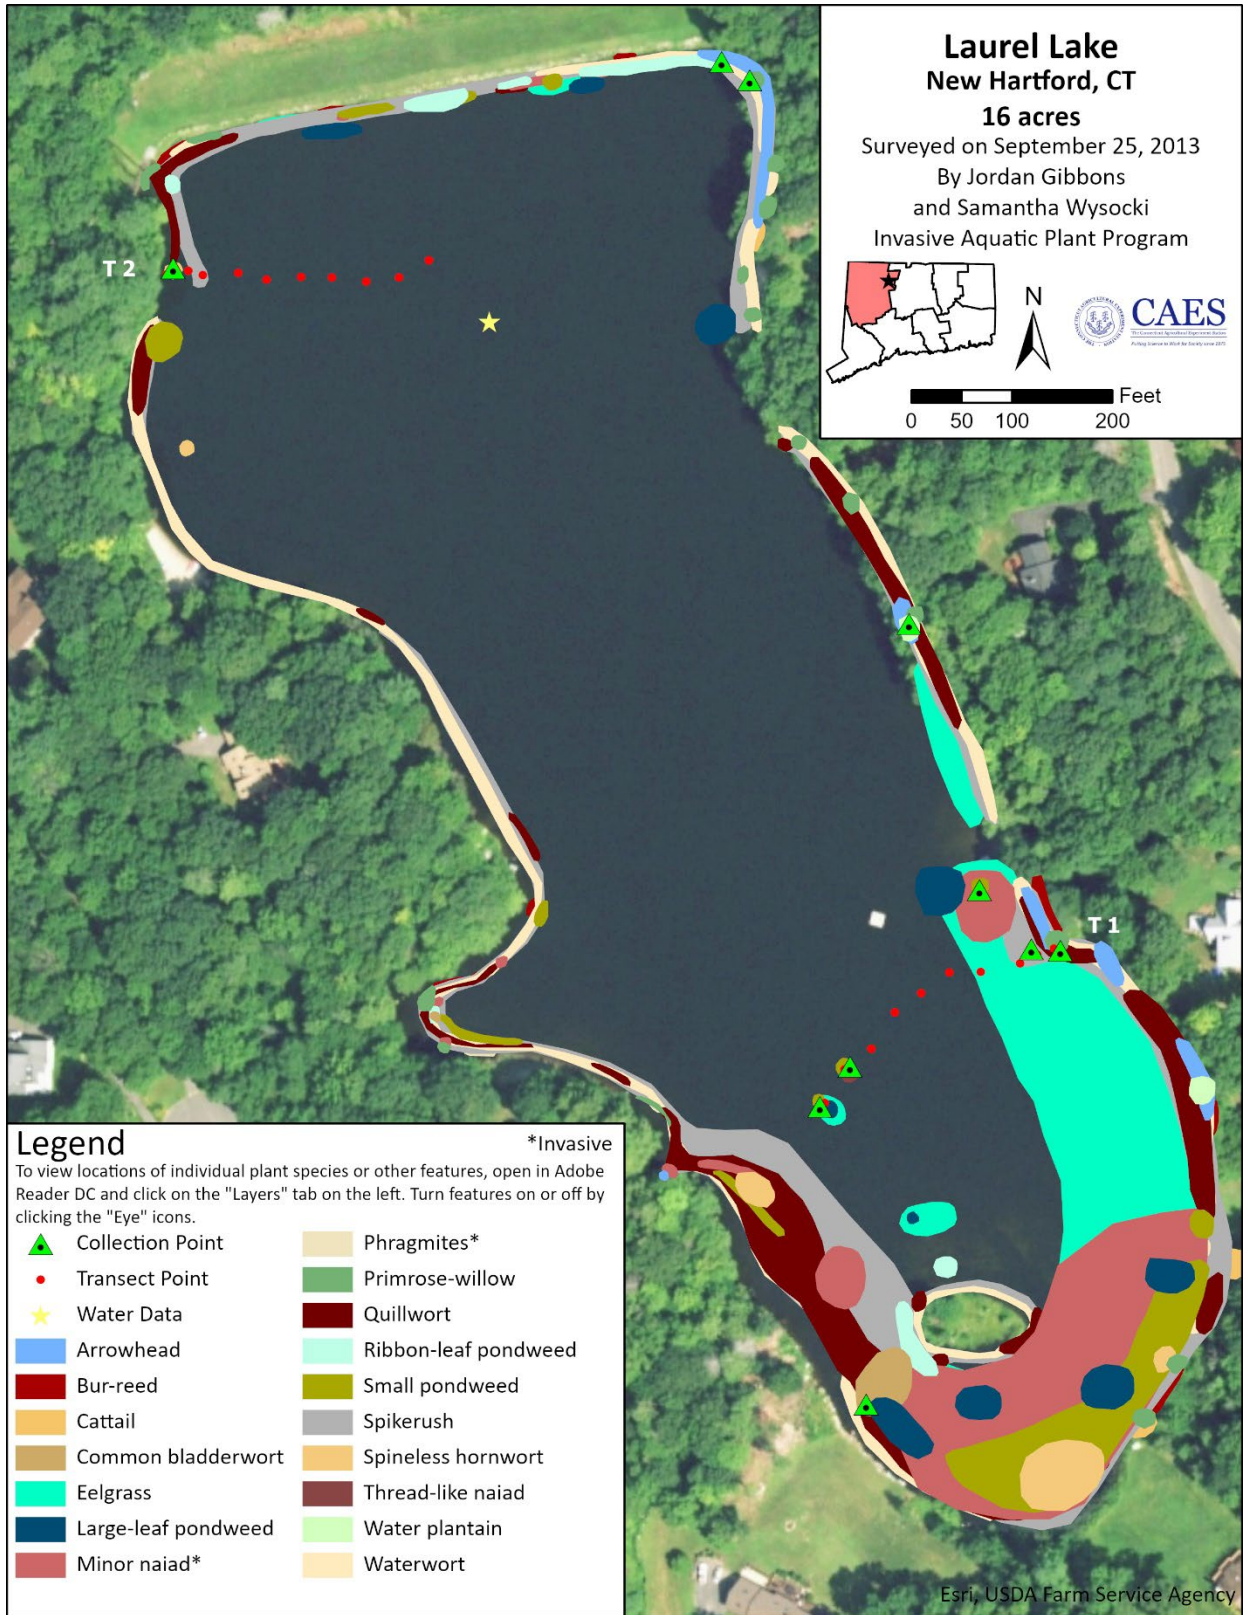 Laurel Lake
New Hartford, CT
16 acres
Surveyed on September 25, 2013
By Jordan Gibbons
and Samantha Wysocki
Invasive Aquatic Plant Program
N
CAES
Feet
0 50 100 200
T 2
T 1
Legend
*Invasive
To view locations of individual plant species or other features, open in Adobe
Reader DC and click on the "Layers" tab on the left. Turn features on or off by
clicking the "Eye" icons.
Collection Point
Transect Point
Water Data
Arrowhead
Bur-reed
Cattail
Common bladderwort
Eelgrass
Large-leaf pondweed
Minor naiad*
Phragmites*
Primrose-willow
Quillwort
Ribbon-leaf pondweed
Small pondweed
Spikerush
Spineless hornwort
Thread-like naiad
Water plantain
Waterwort
Esri, USDA Farm Service Agency